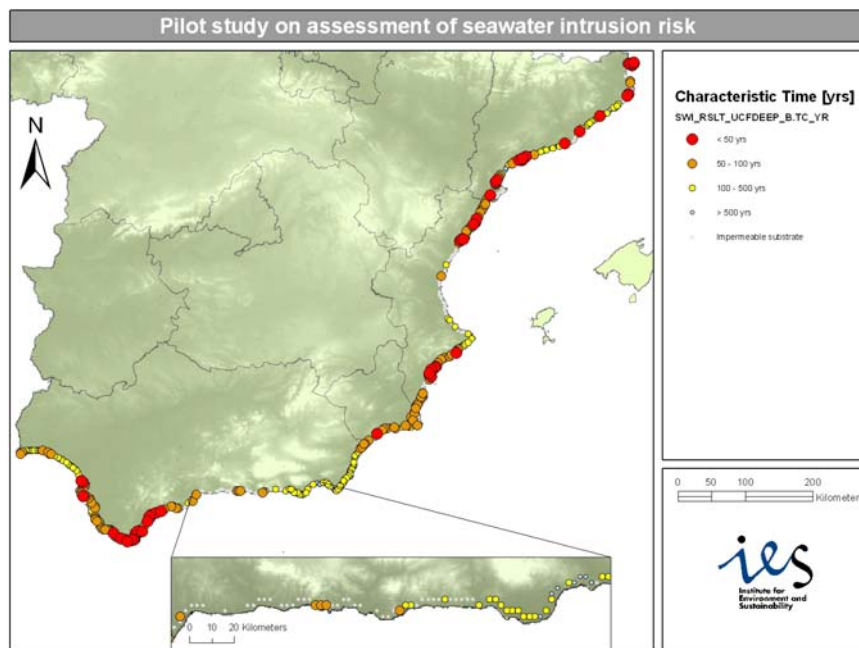 Pilot study on assessment of seawater intrusion risk
N
Characteristic Time [yrs]
SWI_RSLT_UCFDEEP_B.TC_YR
< 50 yrs
50 - 100 yrs
100 - 500 yrs
> 500 yrs
Impermeable substrate
0 50 100 200
Kilometers
ies
Institute for
Environment and
Sustainability
0 10 20
Kilometers